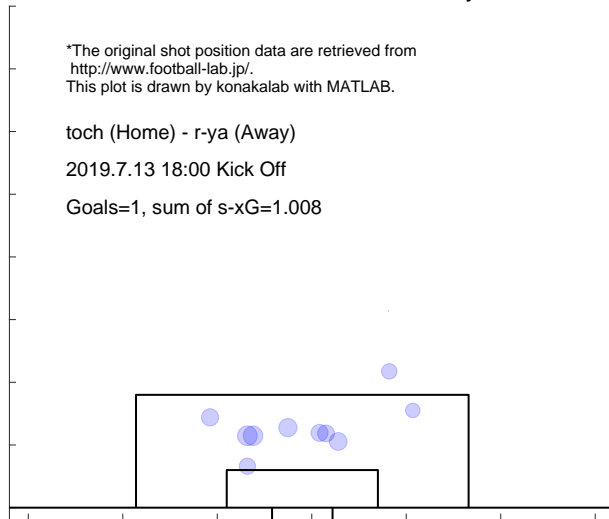 *The original shot position data are retrieved from
http://www.football-lab.jp/.
This plot is drawn by konakalab with MATLAB.
toch (Home) - r-ya (Away)
2019.7.13 18:00 Kick Off
Goals=1, sum of s-xG=1.008